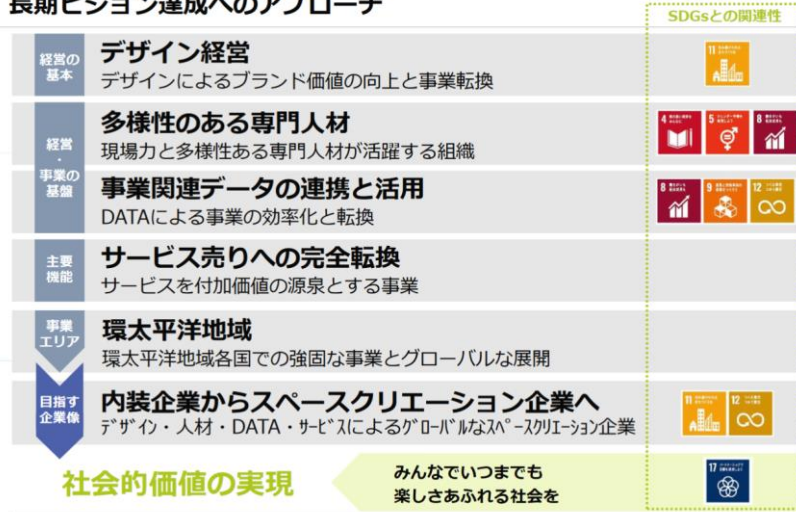 長期ビジョン達成へのアプローチ
SDGsとの関連性
経営の
基本
デザイン経営
デザインによるブランド価値の向上と事業転換
11
経営
・
事業の
基盤
多様性のある専門人材
現場力と多様性ある専門人材が活躍する組織
4
5
8
事業関連データの連携と活用
DATAによる事業の効率化と転換
8
9
12
主要
機能
サービス売りへの完全転換
サービスを付加価値の源泉とする事業
事業
エリア
環太平洋地域
環太平洋地域各国での強固な事業とグローバルな展開
目指す
企業像
内装企業からスペースクリエーション企業へ
ﾃﾞｻﾞｲﾝ・人材・DATA・ｻｰﾋﾞｽによるｸﾞﾛｰﾊﾞﾙなｽﾍﾟｰｽｸﾘｴｰｼｮﾝ企業
11
12
社会的価値の実現
みんなでいつまでも
楽しさあふれる社会を
17